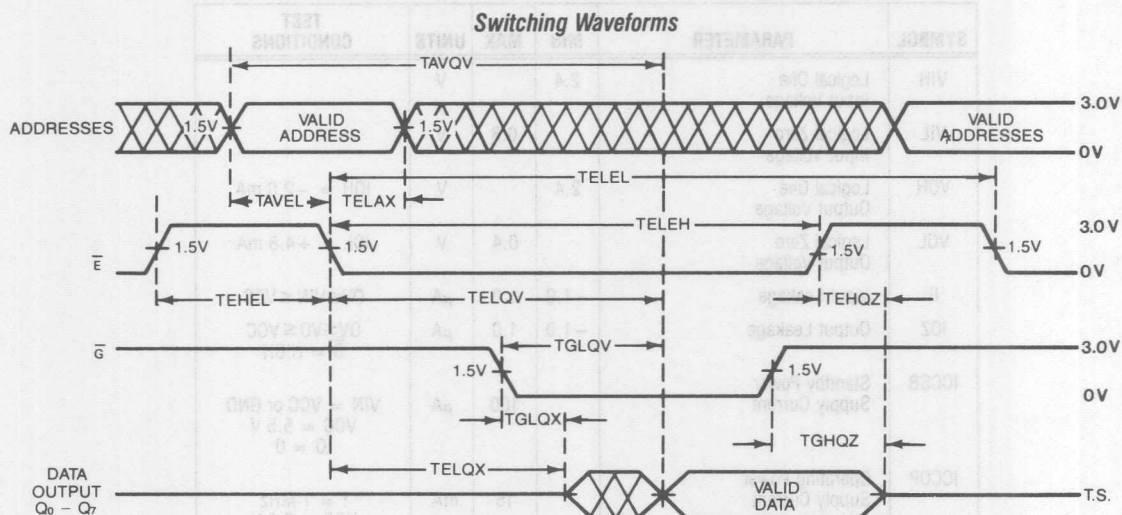 Switching Waveforms
TAVQV
ADDRESSES
1.5V
VALID
ADDRESS
1.5V
VALID
ADDRESSES
3.0V
0V
TELEL
TAVEL
TELAX
TELEH
E
1.5V
1.5V
1.5V
1.5V
3.0V
0V
TEHEL
TELQV
TEHQZ
G
TGLQV
1.5V
1.5V
3.0V
0V
TGLQX
TGHQZ
TELQX
DATA
OUTPUT
Q0 – Q7
VALID
DATA
T.S.